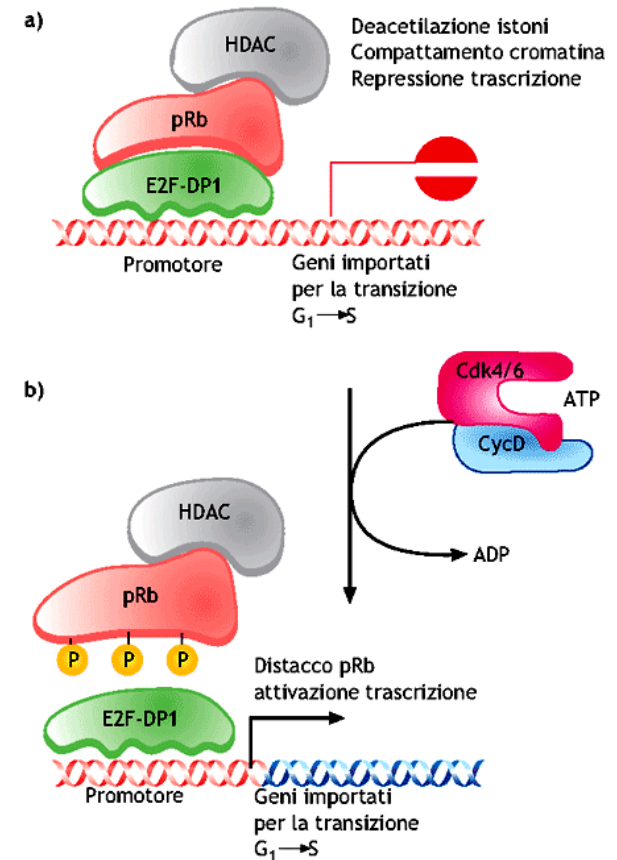 a)
HDAC
Deacetilazione istoni
Compattamento cromatina
Repressione trascrizione
pRb
E2F-DP1
Promotore
Geni importati
per la transizione
G₁→S
b)
Cdk4/6
ATP
CycD
ADP
HDAC
pRb
P P P
Distacco pRb
attivazione trascrizione
E2F-DP1
Promotore
Geni importati
per la transizione
G₁→S